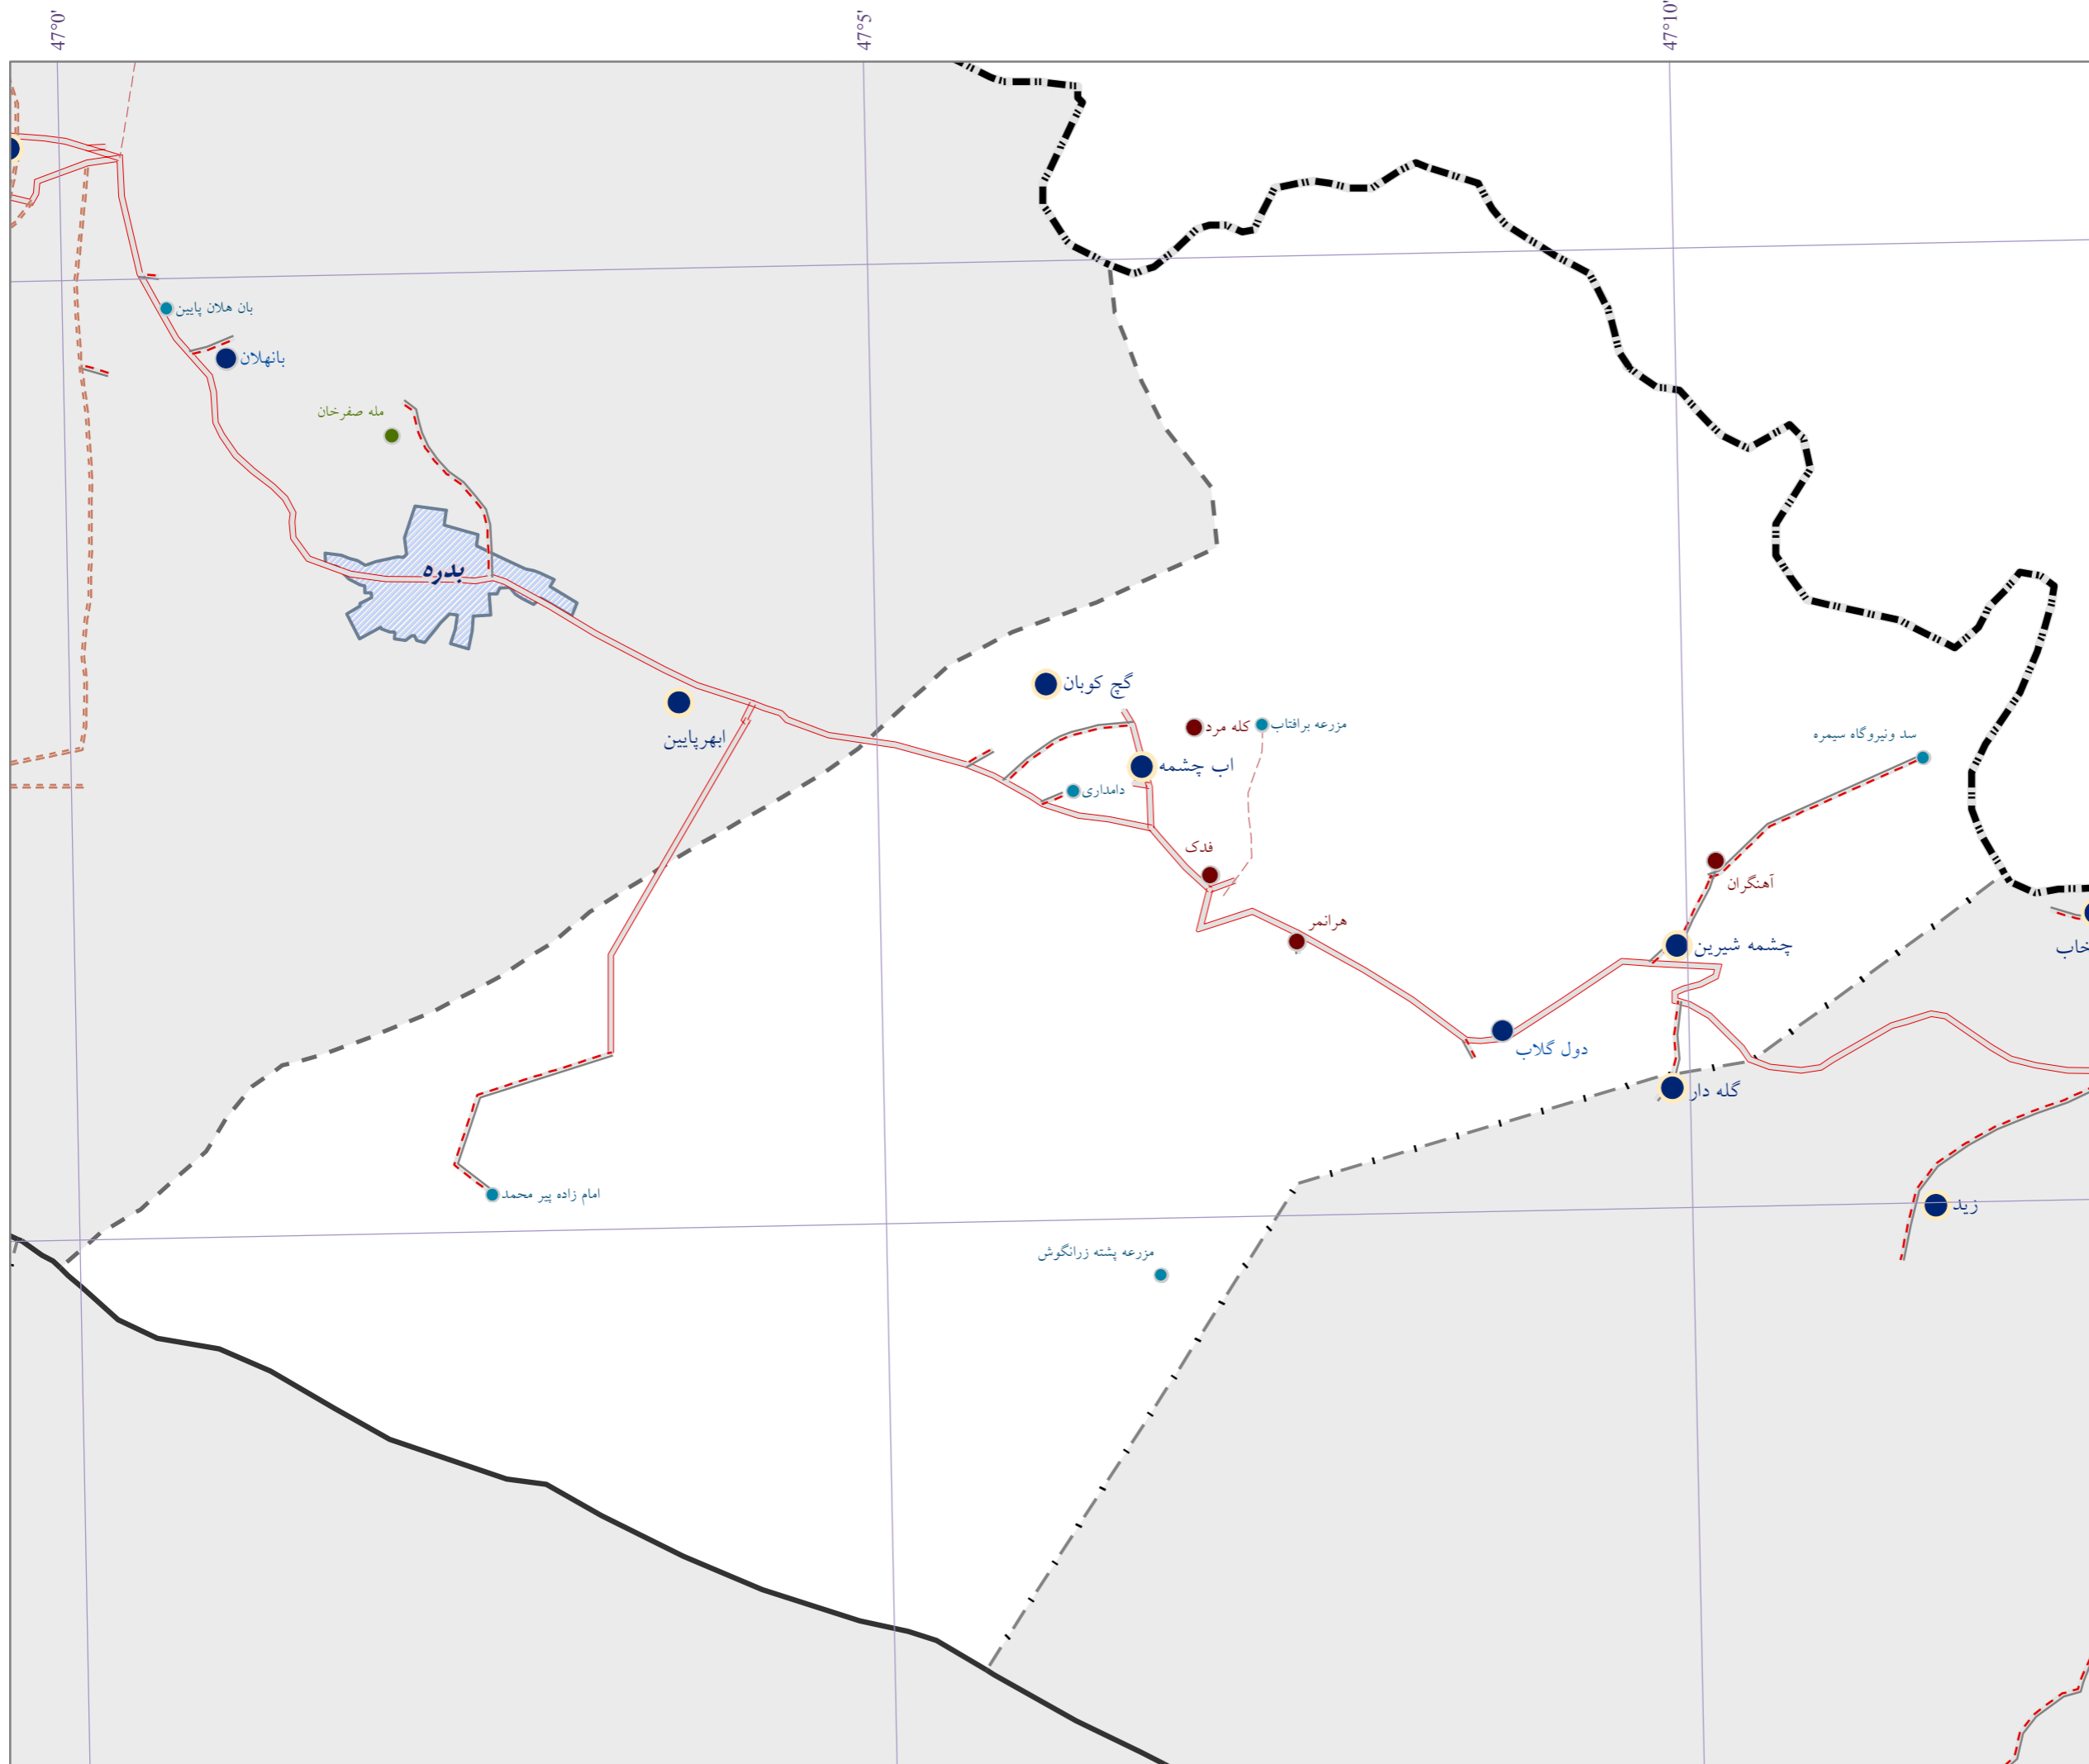 47°0'
47°5'
47°10'
بان هلان پایین
بانهلان
مله صفرخان
بدره
ابهرپایین
گچ کوبان
کله مرد
مزرعه برافتاب
سد ونیروگاه سیمره
اب چشمه
دامداری
فدک
آهنگران
هرانمر
چشمه شیرین
خاب
دول گلاب
گله دار
امام زاده پیر محمد
زید
مزرعه پشته زرانگوش